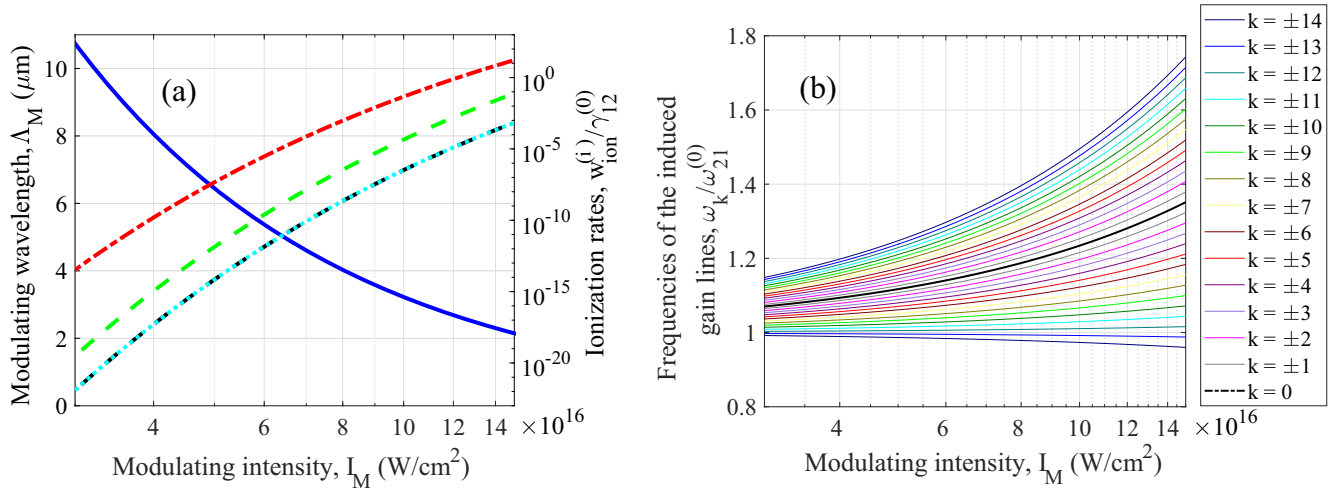 (a)
Modulating wavelength, Λ_M (μm)
10
8
6
4
2
0
10^0
10^-5
10^-10
10^-15
10^-20
Ionization rates, w_ion^(i)/γ_12^(0)
4 6 8 10 12 14 ×10^16
Modulating intensity, I_M (W/cm^2)
(b)
Frequencies of the induced
gain lines, ω_k/ω_21^(0)
1.8
1.6
1.4
1.2
1
0.8
4 6 8 10 12 14 ×10^16
Modulating intensity, I_M (W/cm^2)
k = ±14
k = ±13
k = ±12
k = ±11
k = ±10
k = ±9
k = ±8
k = ±7
k = ±6
k = ±5
k = ±4
k = ±3
k = ±2
k = ±1
k = 0